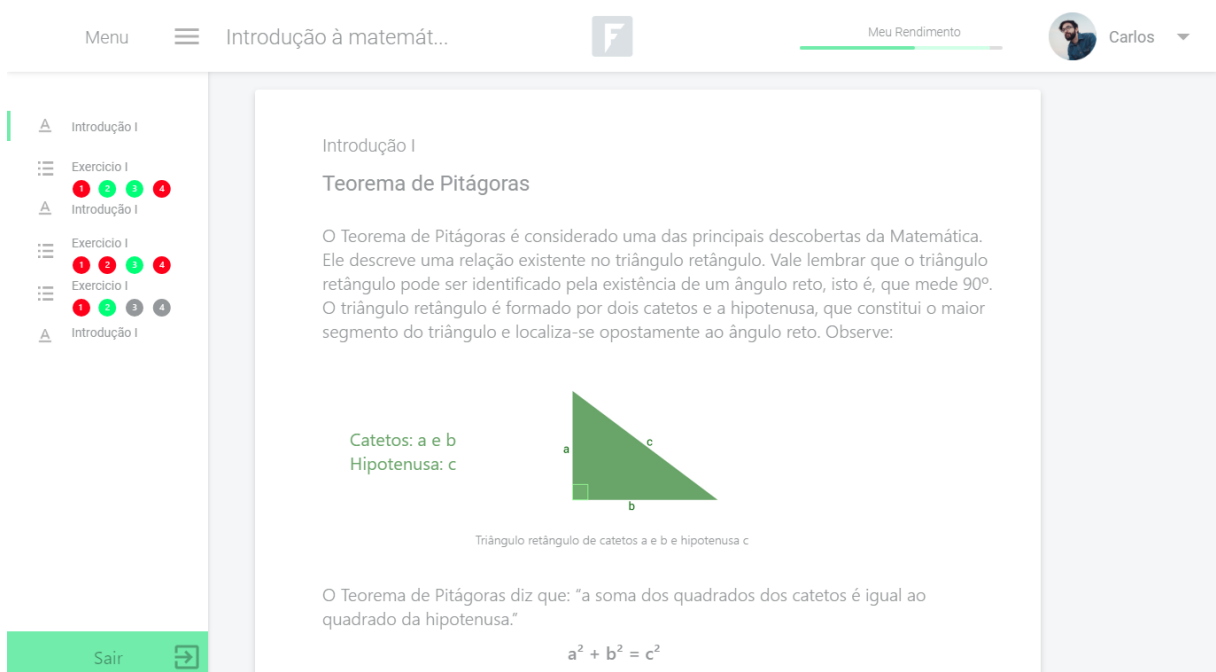 Menu
Introdução à matemát...
F
Meu Rendimento
Carlos
Introdução I
Exercicio I
1 2 3 4
Introdução I
Exercicio I
1 2 3 4
Exercicio I
1 2 3 4
Introdução I
Sair
Introdução I
Teorema de Pitágoras
O Teorema de Pitágoras é considerado uma das principais descobertas da Matemática.
Ele descreve uma relação existente no triângulo retângulo. Vale lembrar que o triângulo
retângulo pode ser identificado pela existência de um ângulo reto, isto é, que mede 90º.
O triângulo retângulo é formado por dois catetos e a hipotenusa, que constitui o maior
segmento do triângulo e localiza-se opostamente ao ângulo reto. Observe:
Catetos: a e b
Hipotenusa: c
a
c
b
Triângulo retângulo de catetos a e b e hipotenusa c
O Teorema de Pitágoras diz que: “a soma dos quadrados dos catetos é igual ao
quadrado da hipotenusa.”
a² + b² = c²